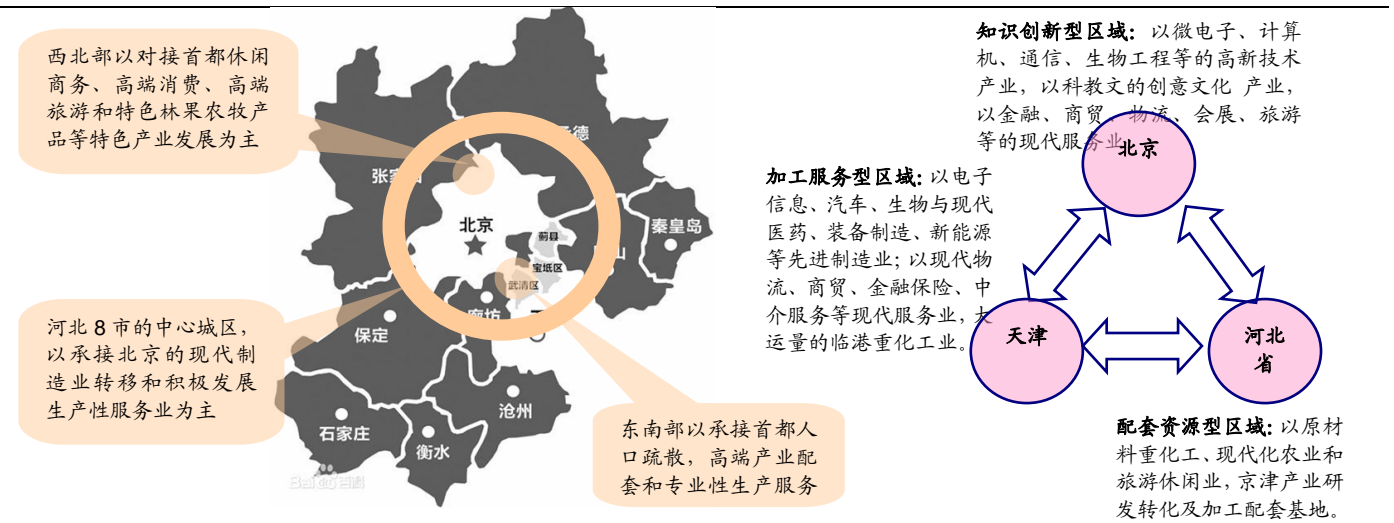 西北部以对接首都休闲
商务、高端消费、高端
旅游和特色林果农牧产
品等特色产业发展为主
河北 8 市的中心城区，
以承接北京的现代制
造业转移和积极发展
生产性服务业为主
北京
蓟县
宝坻区
武清区
秦皇岛
保定
沧州
石家庄
衡水
东南部以承接首都人
口疏散，高端产业配
套和专业性生产服务
知识创新型区域：以微电子、计算
机、通信、生物工程等的高新技术
产业，以科教文的创意文化 产业，
以金融、商贸、物流、会展、旅游
等的现代服务业
加工服务型区域：以电子
信息、汽车、生物与现代
医药、装备制造、新能源
等先进制造业；以现代物
流、商贸、金融保险、中
介服务等现代服务业，大
运量的临港重化工业。
北京
天津
河北
省
配套资源型区域：以原材
料重化工、现代化农业和
旅游休闲业，京津产业研
发转化及加工配套基地。